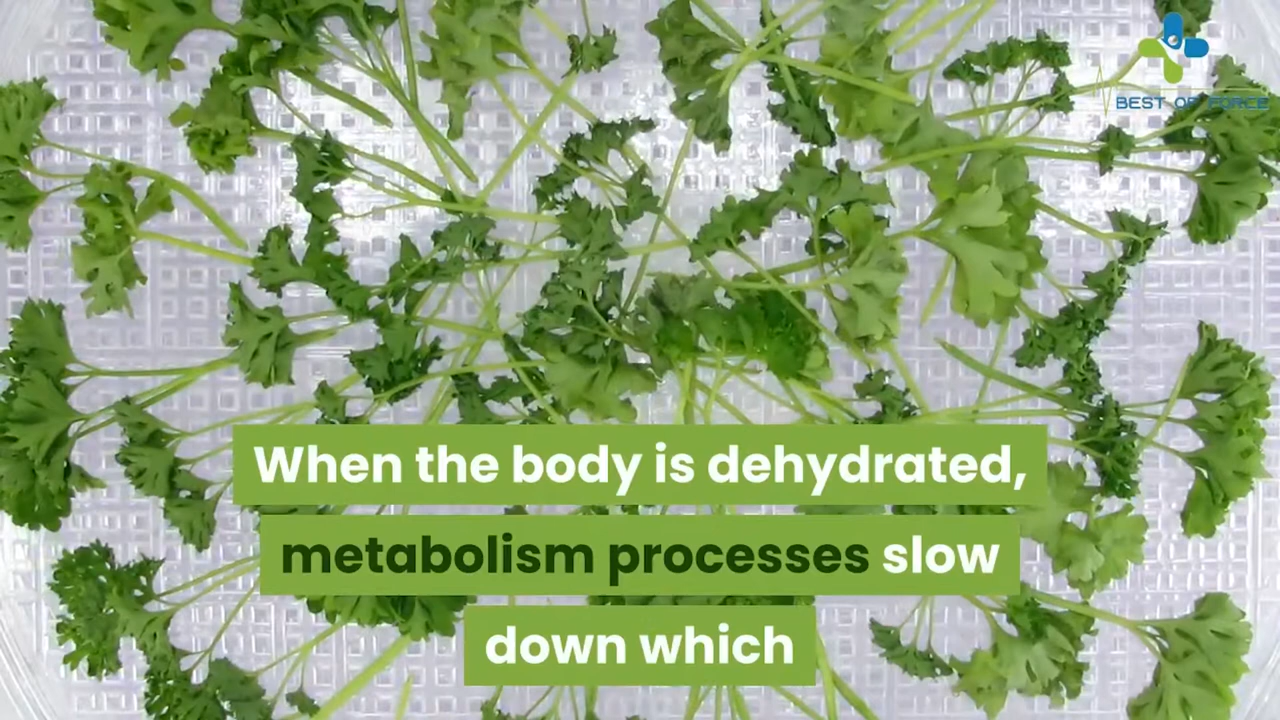 BEST OF FORCE
When the body is dehydrated,
metabolism processes slow
down which